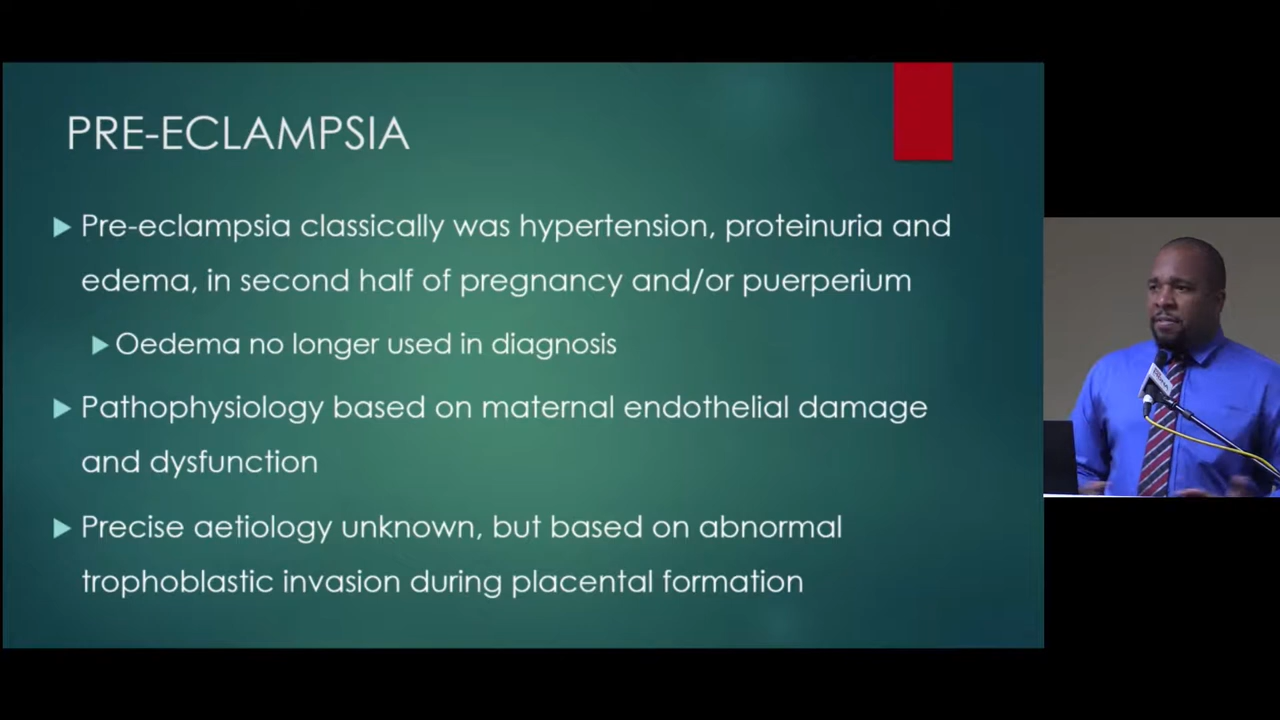 PRE-ECLAMPSIA
Pre-eclampsia classically was hypertension, proteinuria and
edema, in second half of pregnancy and/or puerperium
Oedema no longer used in diagnosis
Pathophysiology based on maternal endothelial damage
and dysfunction
Precise aetiology unknown, but based on abnormal
trophoblastic invasion during placental formation